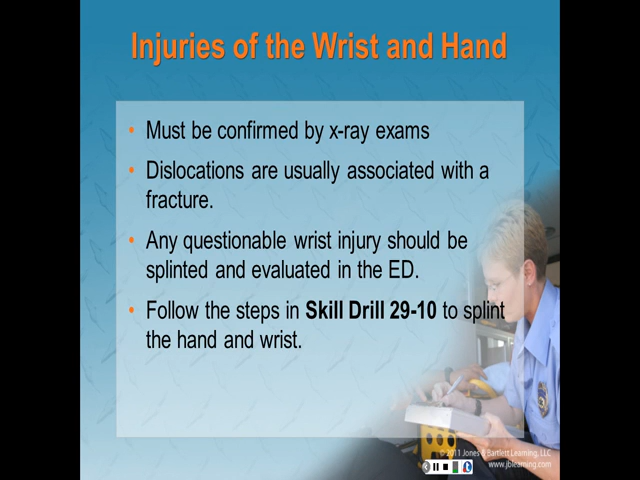 Injuries of the Wrist and Hand
• Must be confirmed by x-ray exams
• Dislocations are usually associated with a
fracture.
• Any questionable wrist injury should be
splinted and evaluated in the ED.
• Follow the steps in Skill Drill 29-10 to splint
the hand and wrist.
© 2011 Jones & Bartlett Learning, LLC
www.jblearning.com